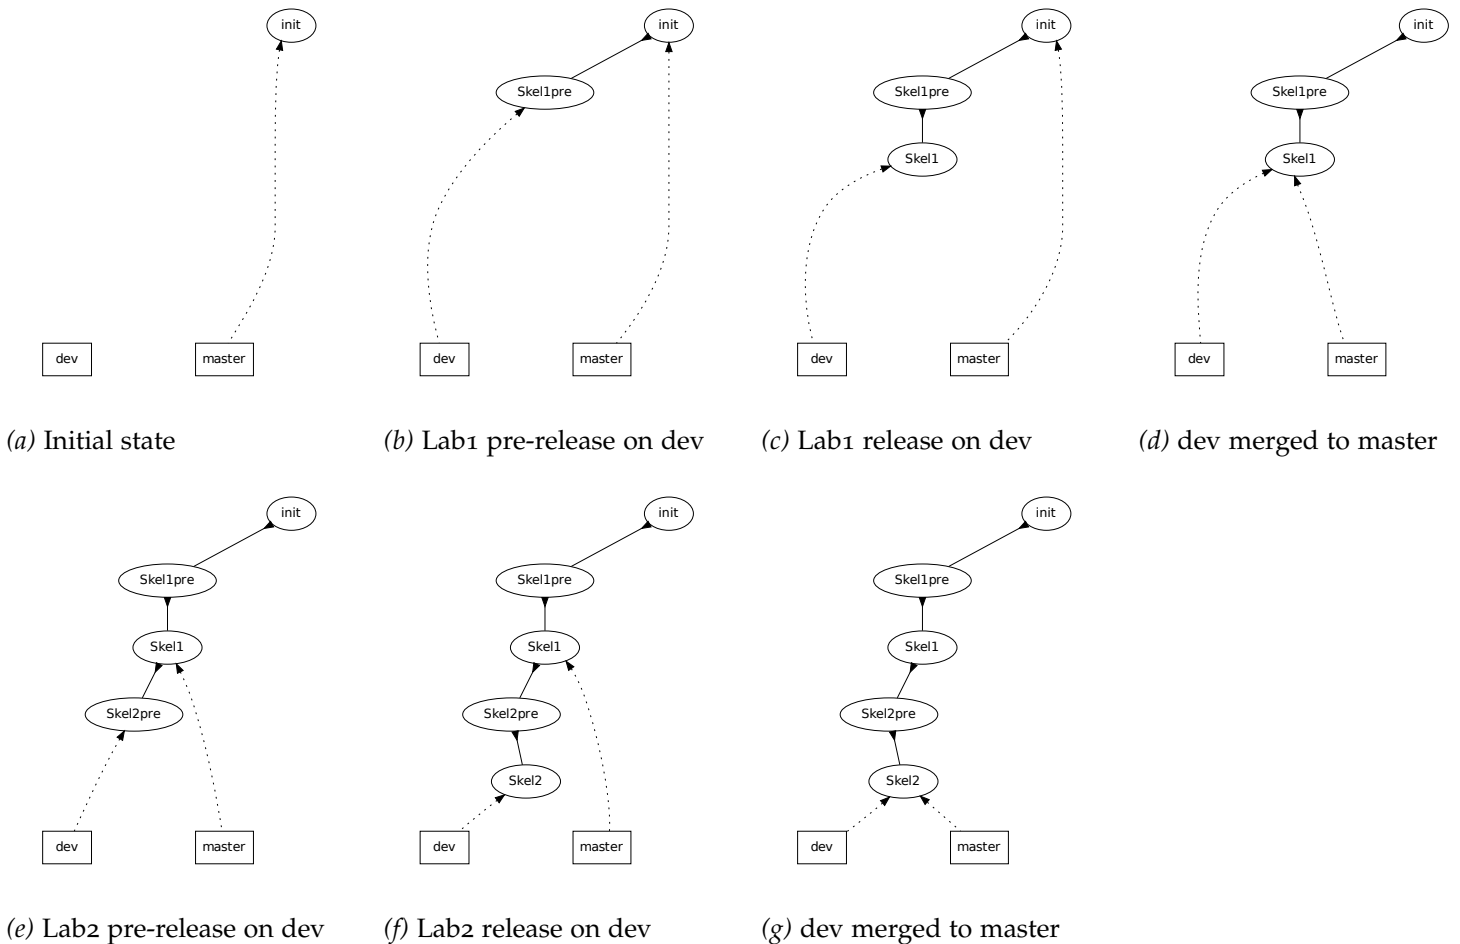 init
dev
master
(a) Initial state
init
Skel1pre
dev
master
(b) Lab1 pre-release on dev
init
Skel1pre
Skel1
dev
master
(c) Lab1 release on dev
init
Skel1pre
Skel1
dev
master
(d) dev merged to master
init
Skel1pre
Skel1
Skel2pre
dev
master
(e) Lab2 pre-release on dev
init
Skel1pre
Skel1
Skel2pre
Skel2
dev
master
(f) Lab2 release on dev
init
Skel1pre
Skel1
Skel2pre
Skel2
dev
master
(g) dev merged to master